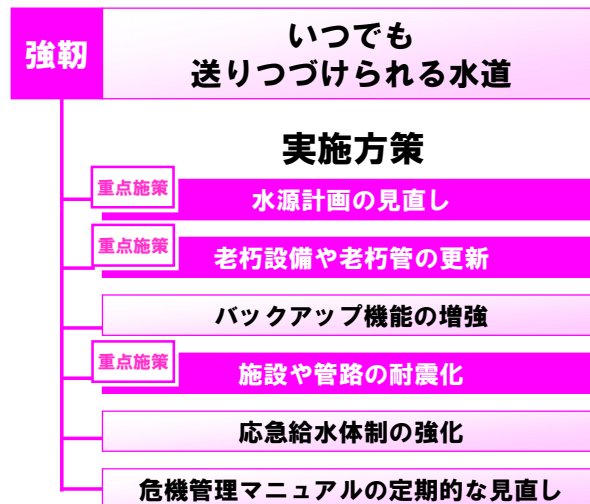 強靭
いつでも
送りつづけられる水道
実施方策
重点施策
水源計画の見直し
重点施策
老朽設備や老朽管の更新
バックアップ機能の増強
重点施策
施設や管路の耐震化
応急給水体制の強化
危機管理マニュアルの定期的な見直し